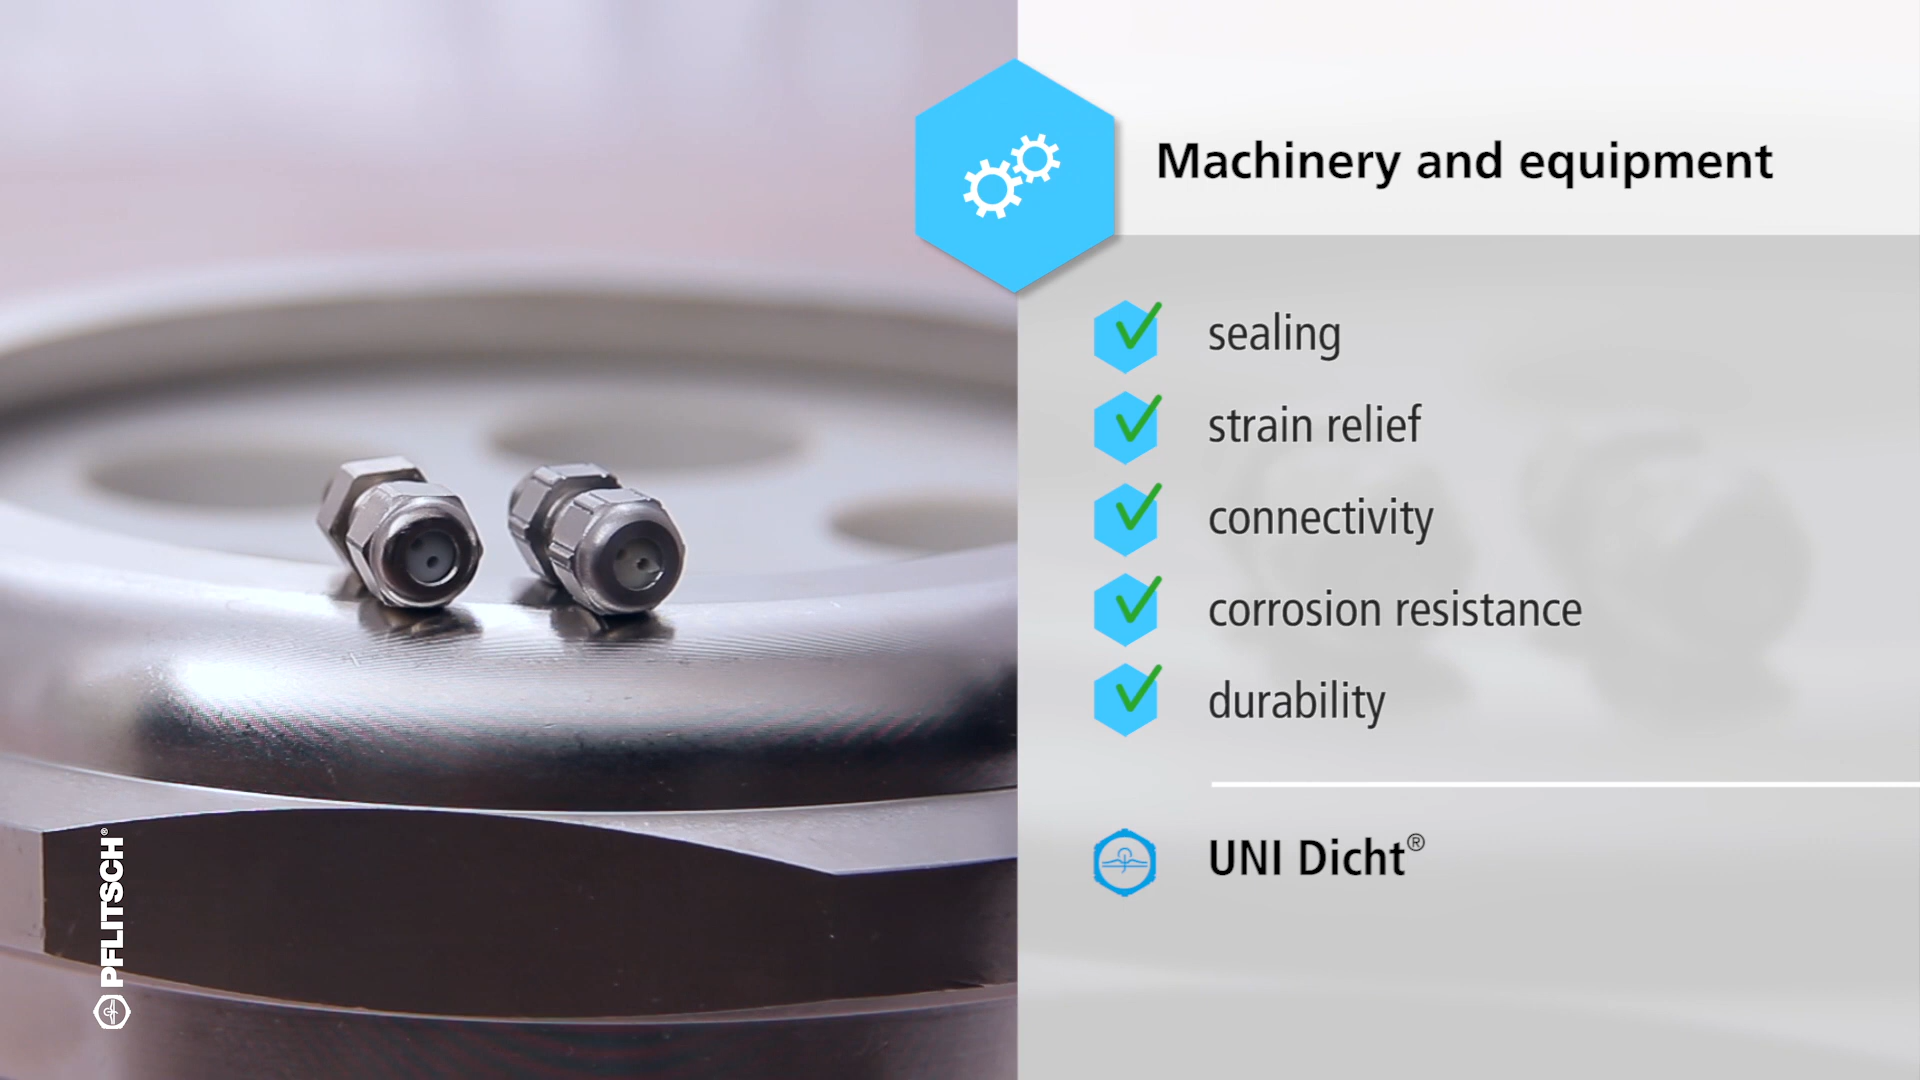 Machinery and equipment
sealing
strain relief
connectivity
corrosion resistance
durability
UNI Dicht®
PFLITSCH®